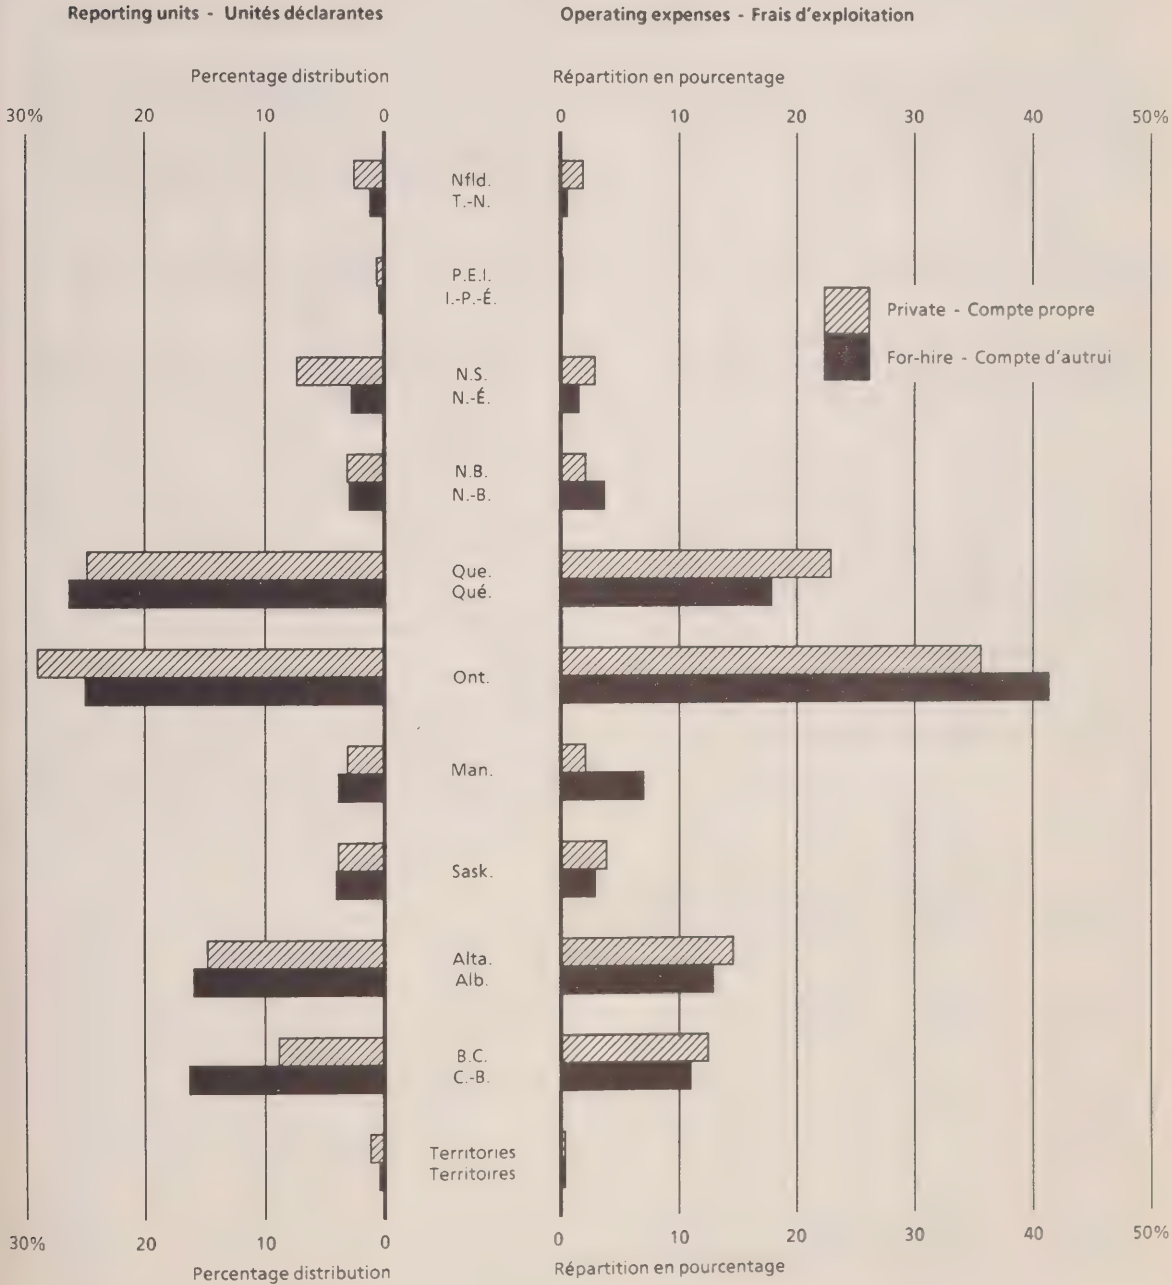 Reporting units - Unités déclarantes
Operating expenses - Frais d'exploitation
Percentage distribution
Répartition en pourcentage
30% 20 10 0
0 10 20 30 40 50%
Nfld.
T.-N.
P.E.I.
I.-P.-É.
Private - Compte propre
For-hire - Compte d'autrui
N.S.
N.-É.
N.B.
N.-B.
Que.
Qué.
Ont.
Man.
Sask.
Alta.
Alb.
B.C.
C.-B.
Territories
Territoires
30% 20 10 0
0 10 20 30 40 50%
Percentage distribution
Répartition en pourcentage